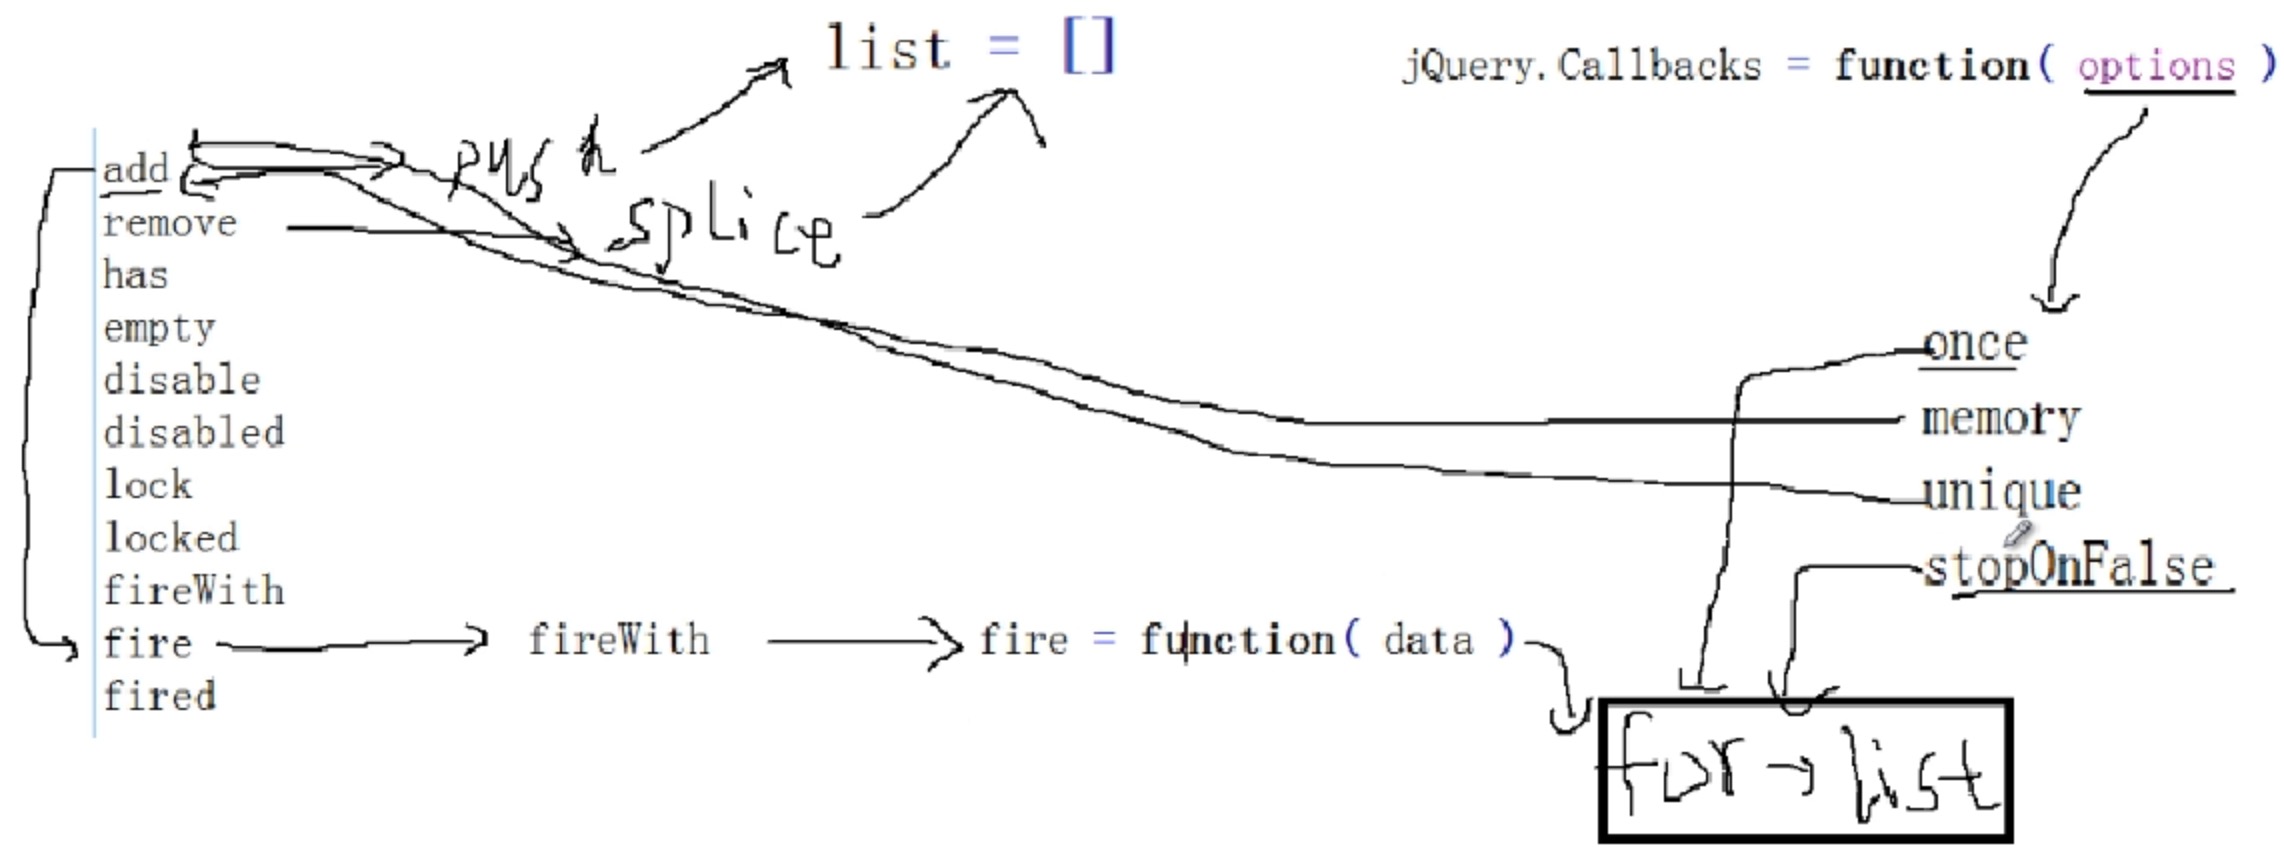 list = []
jQuery.Callbacks = function( options )
push
add
splice
remove
has
empty
once
disable
memory
disabled
lock
unique
locked
stopOnFalse
fireWith
fire fireWith fire = function( data )
fired
for → list